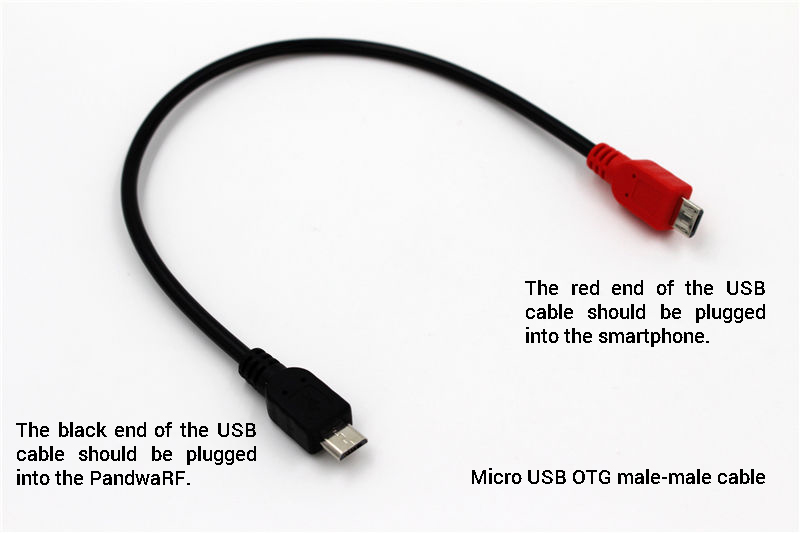 The red end of the USB
cable should be plugged
into the smartphone.
The black end of the USB
cable should be plugged
into the PandwaRF.
Micro USB OTG male-male cable